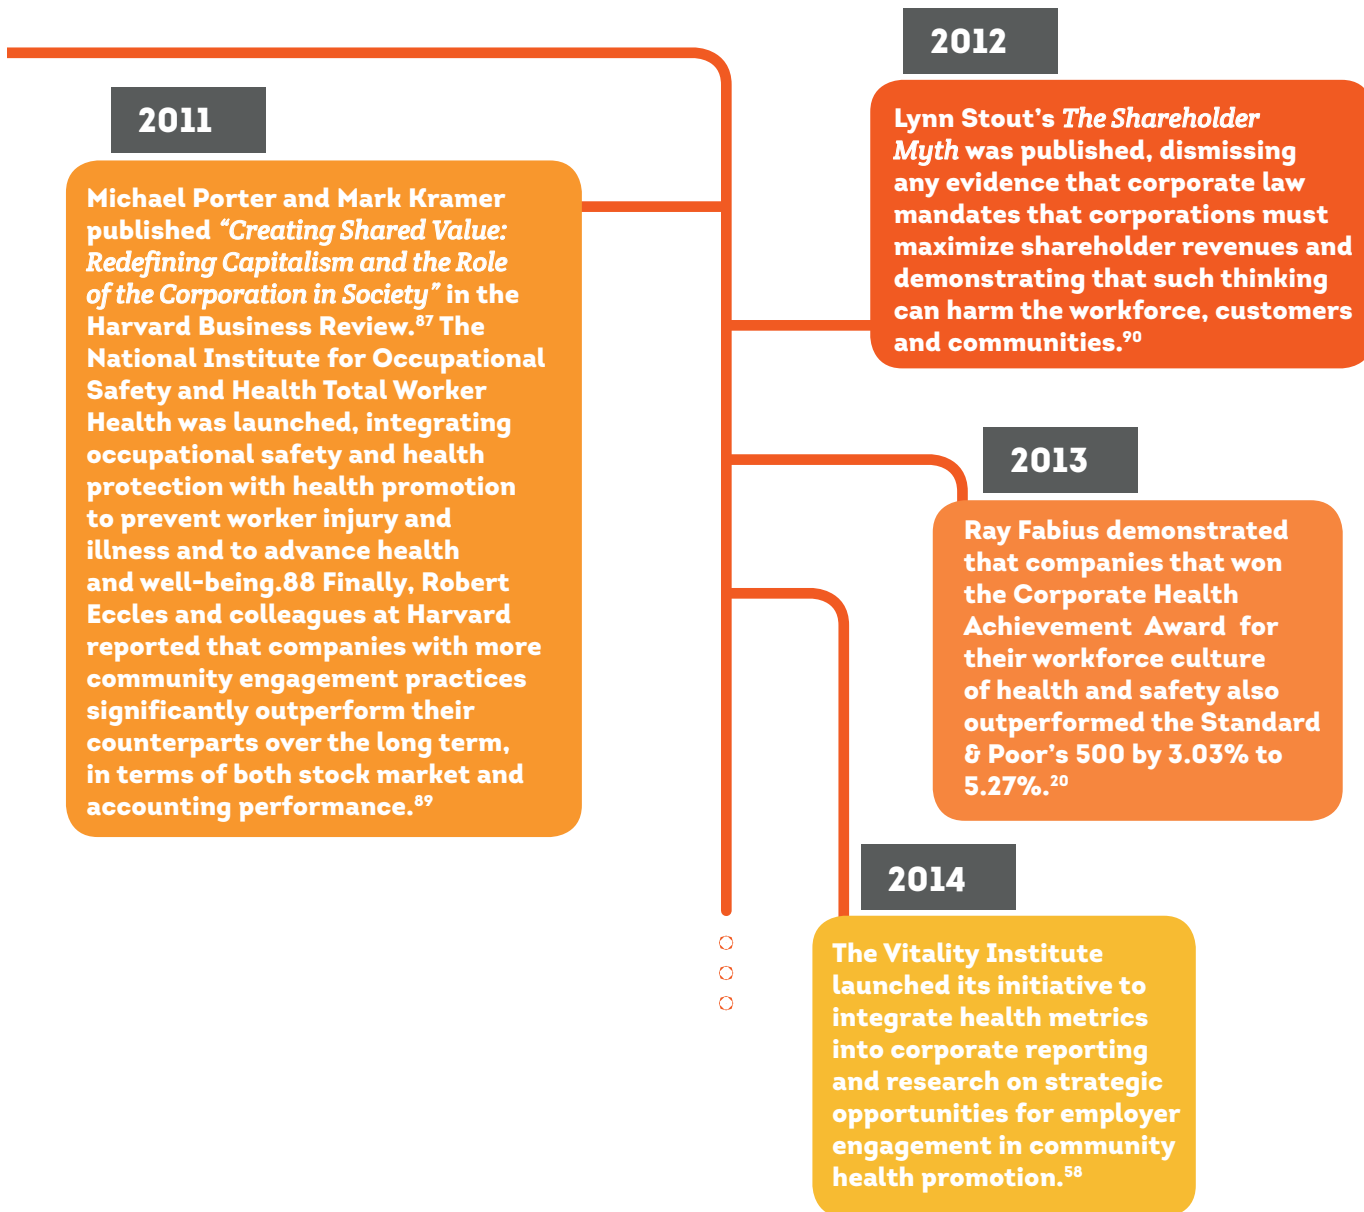 2011
Michael Porter and Mark Kramer
published “Creating Shared Value:
Redefining Capitalism and the Role
of the Corporation in Society” in the
Harvard Business Review.87 The
National Institute for Occupational
Safety and Health Total Worker
Health was launched, integrating
occupational safety and health
protection with health promotion
to prevent worker injury and
illness and to advance health
and well-being.88 Finally, Robert
Eccles and colleagues at Harvard
reported that companies with more
community engagement practices
significantly outperform their
counterparts over the long term,
in terms of both stock market and
accounting performance.89
2012
Lynn Stout’s The Shareholder
Myth was published, dismissing
any evidence that corporate law
mandates that corporations must
maximize shareholder revenues and
demonstrating that such thinking
can harm the workforce, customers
and communities.90
2013
Ray Fabius demonstrated
that companies that won
the Corporate Health
Achievement Award for
their workforce culture
of health and safety also
outperformed the Standard
& Poor’s 500 by 3.03% to
5.27%.20
2014
The Vitality Institute
launched its initiative to
integrate health metrics
into corporate reporting
and research on strategic
opportunities for employer
engagement in community
health promotion.58